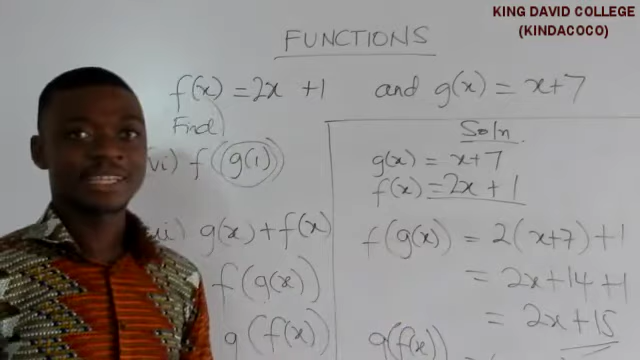 KING DAVID COLLEGE
(KINDACOCO)
FUNCTIONS
f(x) = 2x + 1 and g(x) = x+7
Find
vi) f(g(1))
g(x) + f(x)
f(g(x))
g(f(x))
Soln
g(x) = x+7
f(x) = 2x + 1
f(g(x)) = 2(x+7) + 1
= 2x + 14 + 1
= 2x + 15
g(f(x))